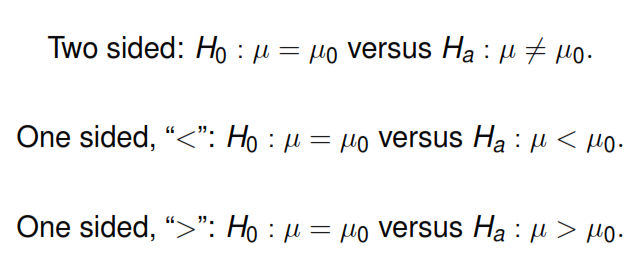 Two sided: H₀ : μ = μ₀ versus Hₐ : μ ≠ μ₀.
One sided, “<”: H₀ : μ = μ₀ versus Hₐ : μ < μ₀.
One sided, “>”: H₀ : μ = μ₀ versus Hₐ : μ > μ₀.